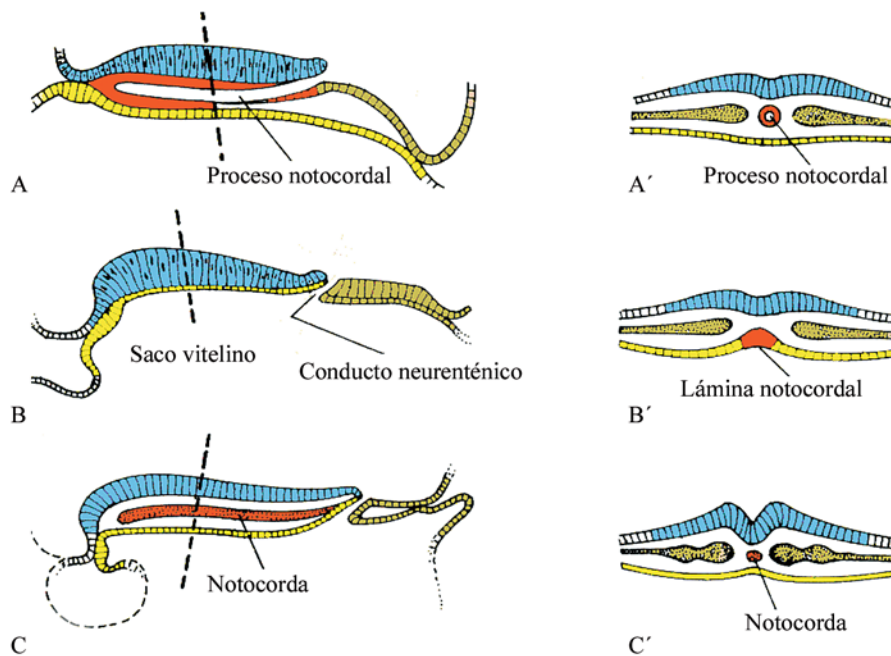 Proceso notocordal
A
Proceso notocordal
A´
Saco vitelino
Conducto neurenténico
B
Lámina notocordal
B´
Notocorda
C
Notocorda
C´